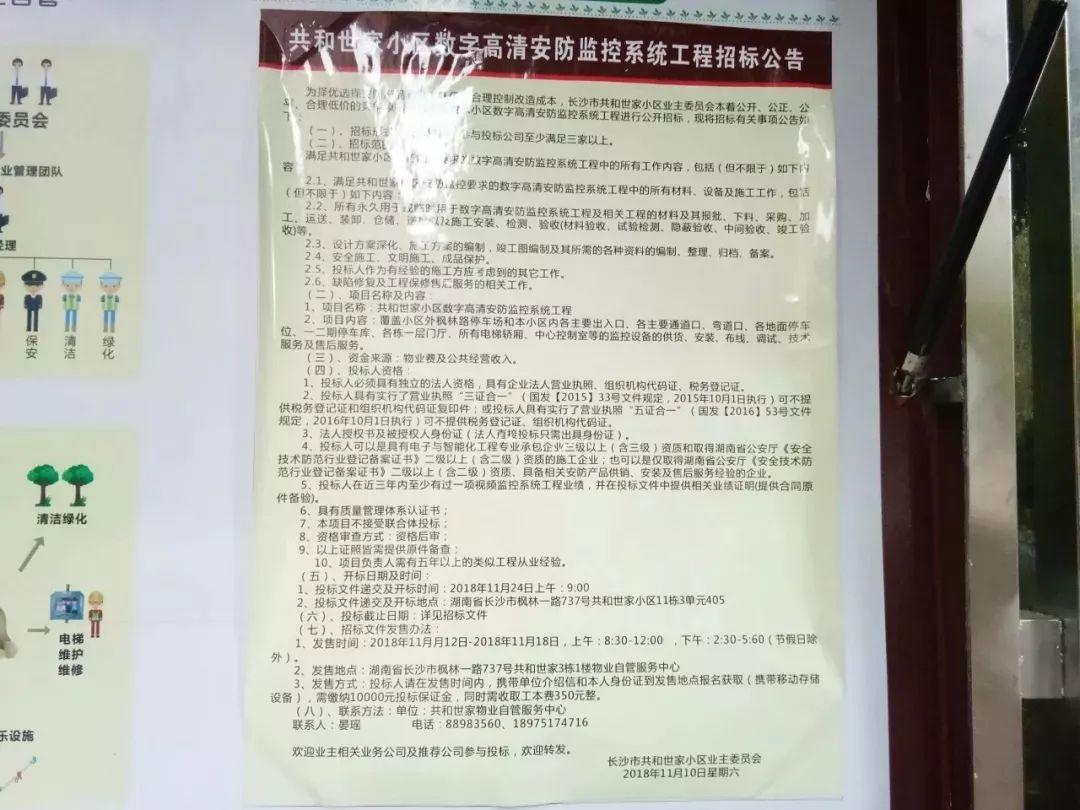 委员会
业管理团队
经理
保安
清洁
绿化
清洁绿化
电梯
维护
维修
乐设施
共和世家小区数字高清安防监控系统工程招标公告
为择优选择 合理控制改造成本，长沙市共和世家小区业主委员会本着公开、公正、公
合理低价的 小区数字高清安防监控系统工程进行公开招标，现将招标有关事项公告如
下：
（一）、招标形 参与投标公司至少满足三家以上。
（二）、招标范围
满足共和世家小区 要求的数字高清安防监控系统工程中的所有工作内容，包括（但不限于）如下内
容
2.1、满足共和世家 防监控要求的数字高清安防监控系统工程中的所有材料、设备及施工工作，包括
（但不限于）如下内容：
2.2、所有永久用于或临时用于数字高清安防监控系统工程及相关工程的材料及其报批、下料、采购、加
工、运送、装卸、仓储、 以及施工安装、检测、验收(材料验收、试验检测、隐蔽验收、中间验收、竣工验
收)等。
2.3、设计方案深化、施工方案的编制，竣工图编制及其所需的各种资料的编制、整理、归档、备案。
2.4、安全施工、文明施工、成品保护。
2.5、投标人作为有经验的施工方应考虑到的其它工作。
2.6、缺陷修复及工程保修售后服务的相关工作。
（二）、项目名称及内容：
1、项目名称：共和世家小区数字高清安防监控系统工程
2、项目内容：覆盖小区外枫林路停车场和本小区内各主要出入口、各主要通道口、弯道口、各地面停车
位、一二期停车库、各栋一层门厅、所有电梯轿厢、中心控制室等的监控设备的供货、安装、布线、调试、技术
服务及售后服务。
（三）、资金来源：物业费及公共经营收入。
（四）、投标人资格：
1、投标人必须具有独立的法人资格，具有企业法人营业执照、组织机构代码证、税务登记证。
2、投标人具有实行了营业执照“三证合一”（国发【2015】33号文件规定，2015年10月1日执行）可不提
供税务登记证和组织机构代码证复印件；或投标人具有实行了营业执照“五证合一”（国发【2016】53号文件
规定，2016年10月1日执行）可不提供税务登记证、组织机构代码证。
3、法人授权书及被授权人身份证（法人直接投标只需出具身份证）。
4、投标人可以是具有电子与智能化工程专业承包企业三级以上（含三级）资质和取得湖南省公安厅《安全
技术防范行业登记备案证书》二级以上（含二级）资质的施工企业；也可以是仅取得湖南省公安厅《安全技术防
范行业登记备案证书》二级以上（含二级）资质、具备相关安防产品供销、安装及售后服务经验的企业。
5、投标人在近三年内至少有过一项视频监控系统工程业绩，并在投标文件中提供相关业绩证明(提供合同原
件备验)。
6、具有质量管理体系认证书；
7、本项目不接受联合体投标；
8、资格审查方式：资格后审；
9、以上证照皆需提供原件备查；
10、项目负责人需有五年以上的类似工程从业经验。
（五）、开标日期及时间：
1、投标文件递交及开标时间：2018年11月24日上午：9:00
2、投标文件递交及开标地点：湖南省长沙市枫林一路737号共和世家小区11栋3单元405
（六）、投标截止日期：详见招标文件
（七）、招标文件发售办法：
1、发售时间：2018年11月月12日-2018年11月18日，上午：8:30-12:00 ，下午：2:30-5:60（节假日除
外）。
2、发售地点：湖南省长沙市枫林一路737号共和世家3栋1楼物业自管服务中心
3、发售方式：投标人请在发售时间内，携带单位介绍信和本人身份证到发售地点报名获取（携带移动存储
设备），需缴纳10000元投标保证金，同时需收取工本费350元整。
（八）、联系方法：单位：共和世家物业自管服务中心
联系人：晏瑶 电话：88983560、18975174716
欢迎业主相关业务公司及推荐公司参与投标，欢迎转发。
长沙市共和世家小区业主委员会
2018年11月10日星期六